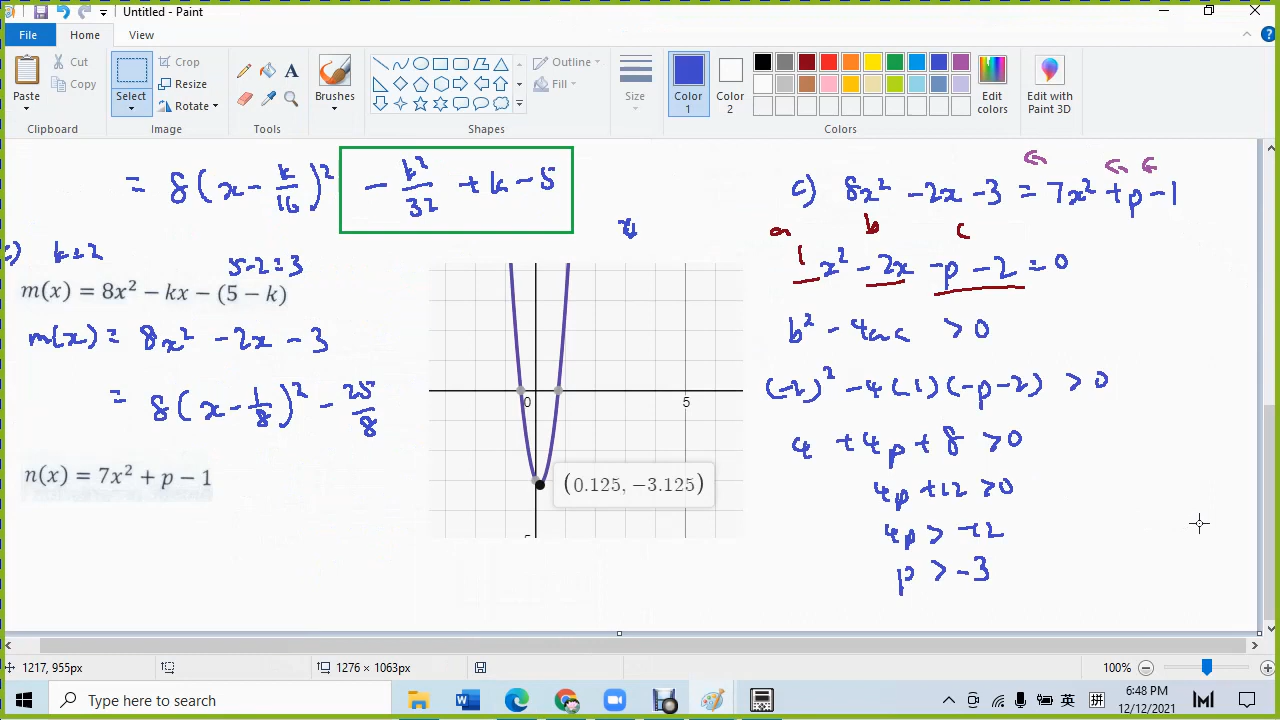 Untitled - Paint
File
Home
View
Paste
Cut
Copy
Clipboard
Select
Crop
Resize
Rotate
Image
Tools
Brushes
Shapes
Outline
Fill
Size
Color 1
Color 2
Colors
Edit colors
Edit with Paint 3D
= 8(x - k/16)² - k²/32 + k - 5
k=2
5-2=3
m(x) = 8x² − kx − (5 − k)
m(x) = 8x² - 2x - 3
= 8(x - 1/8)² - 25/8
n(x) = 7x² + p − 1
0
5
(0.125, −3.125)
c) 8x² - 2x - 3 = 7x² + p - 1
a b c
1x² - 2x - p - 2 = 0
b² - 4ac > 0
(-2)² - 4(1)(-p-2) > 0
4 + 4p + 8 > 0
4p + 12 > 0
4p > -12
p > -3
1217, 955px
1276 × 1063px
100%
Type here to search
英
拼
6:48 PM
12/12/2021